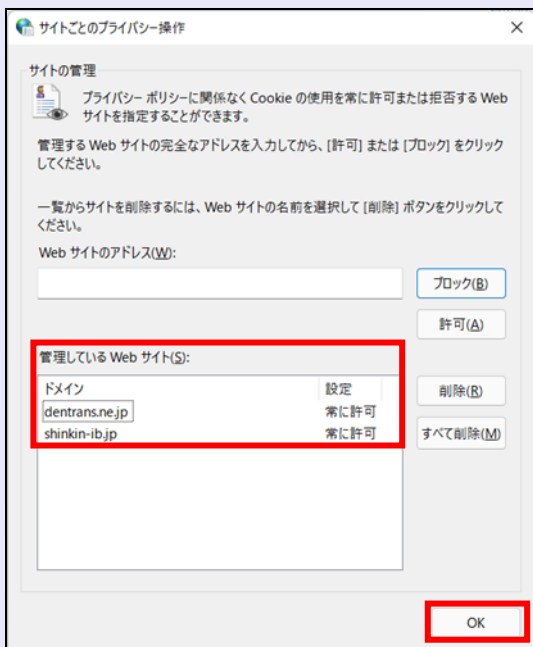 サイトごとのプライバシー操作
サイトの管理
プライバシー ポリシーに関係なく Cookie の使用を常に許可または拒否する Web
サイトを指定することができます。
管理する Web サイトの完全なアドレスを入力してから、[許可] または [ブロック] をクリック
してください。
一覧からサイトを削除するには、Web サイトの名前を選択して [削除] ボタンをクリックして
ください。
Web サイトのアドレス(W):
ブロック(B)
許可(A)
管理している Web サイト(S):
ドメイン 設定
dentrans.ne.jp 常に許可
shinkin-ib.jp 常に許可
削除(R)
すべて削除(M)
OK